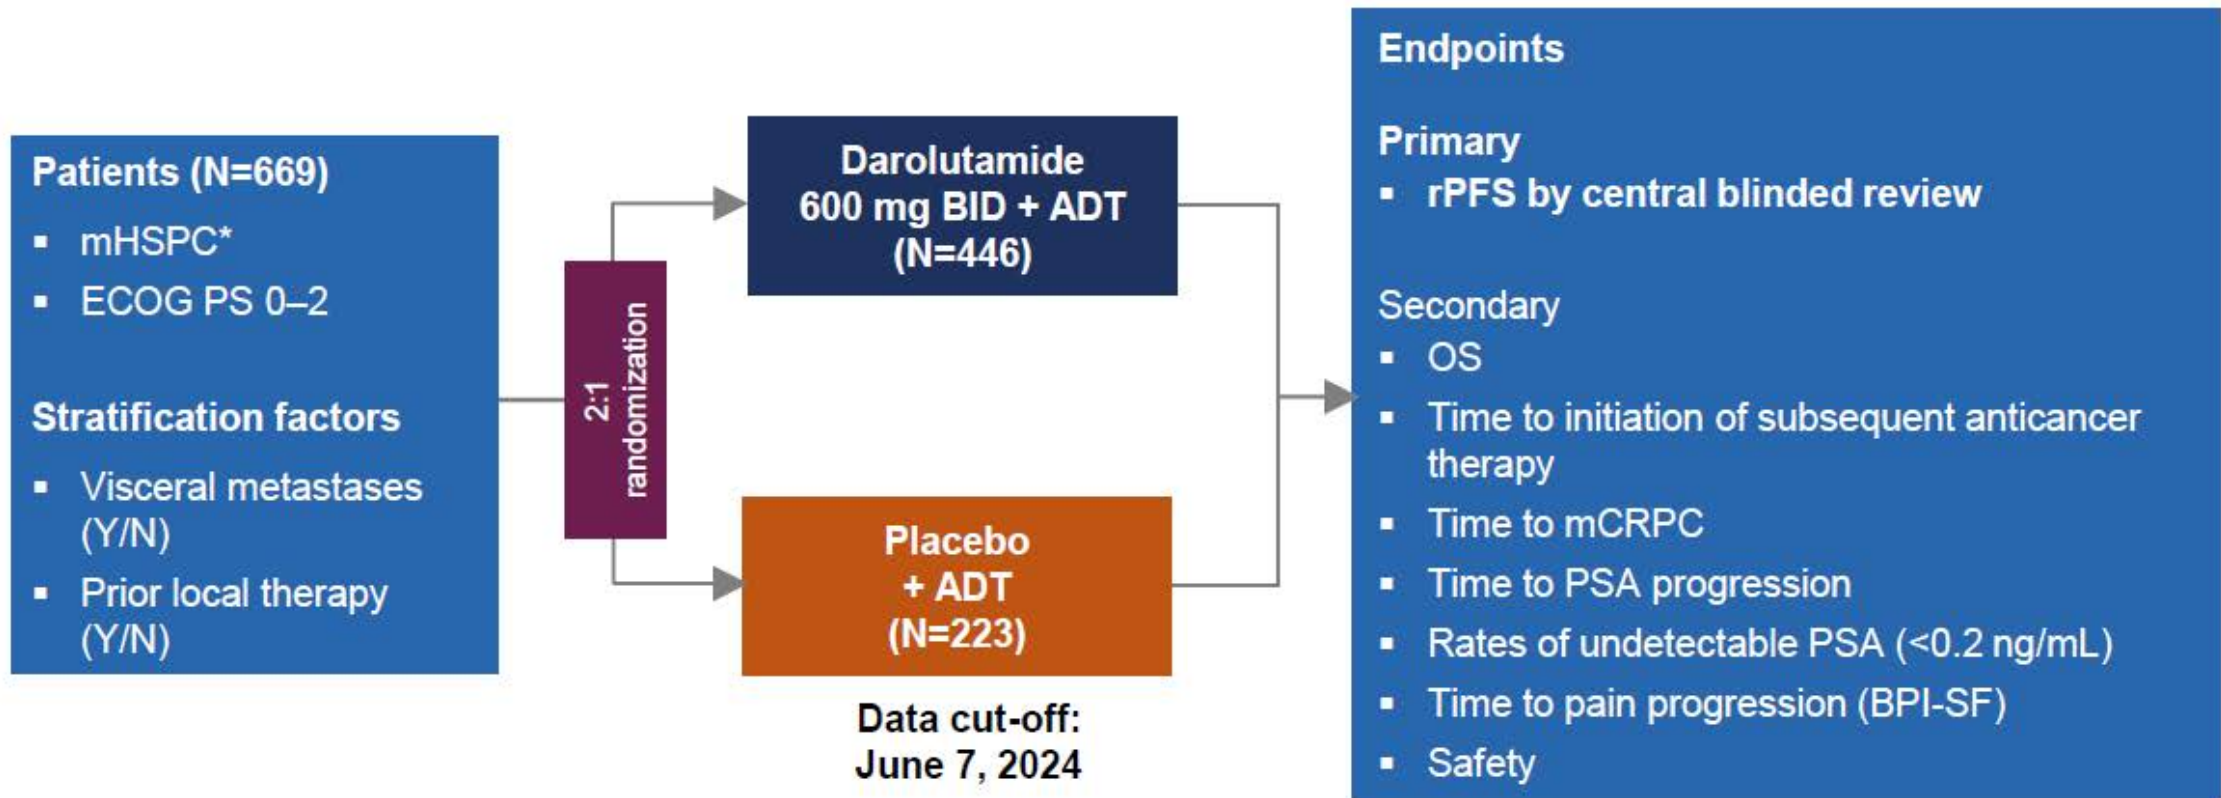 Patients (N=669)
▪ mHSPC*
▪ ECOG PS 0–2
Stratification factors
▪ Visceral metastases
(Y/N)
▪ Prior local therapy
(Y/N)
2:1
randomization
Darolutamide
600 mg BID + ADT
(N=446)
Placebo
+ ADT
(N=223)
Data cut-off:
June 7, 2024
Endpoints
Primary
▪ rPFS by central blinded review
Secondary
▪ OS
▪ Time to initiation of subsequent anticancer
therapy
▪ Time to mCRPC
▪ Time to PSA progression
▪ Rates of undetectable PSA (<0.2 ng/mL)
▪ Time to pain progression (BPI-SF)
▪ Safety